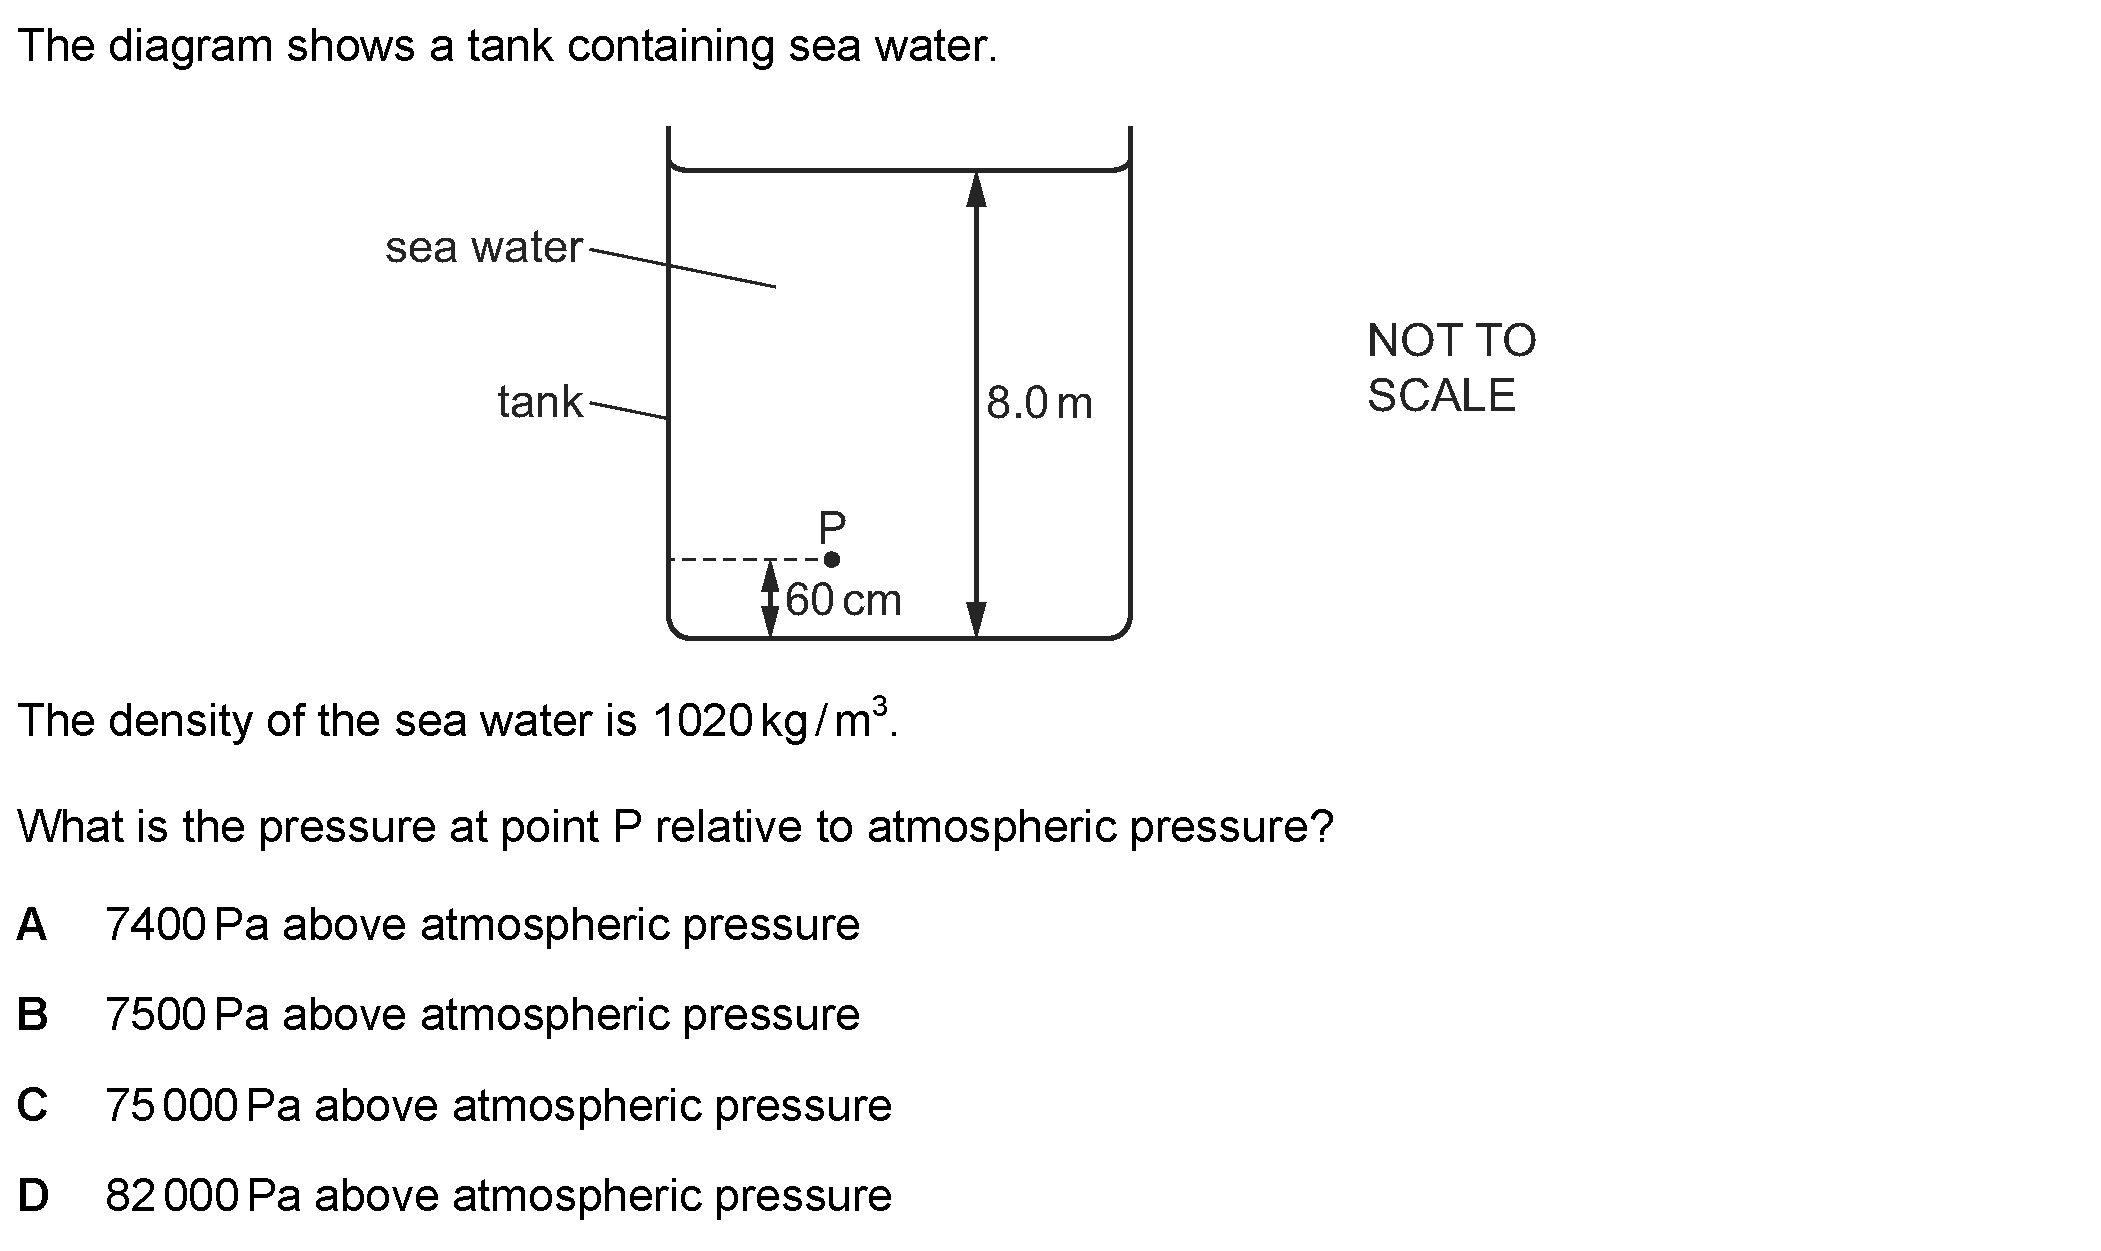 The diagram shows a tank containing sea water.
sea water
tank
8.0 m
NOT TO
SCALE
P
60 cm
The density of the sea water is 1020 kg / m³.
What is the pressure at point P relative to atmospheric pressure?
A 7400 Pa above atmospheric pressure
B 7500 Pa above atmospheric pressure
C 75 000 Pa above atmospheric pressure
D 82 000 Pa above atmospheric pressure